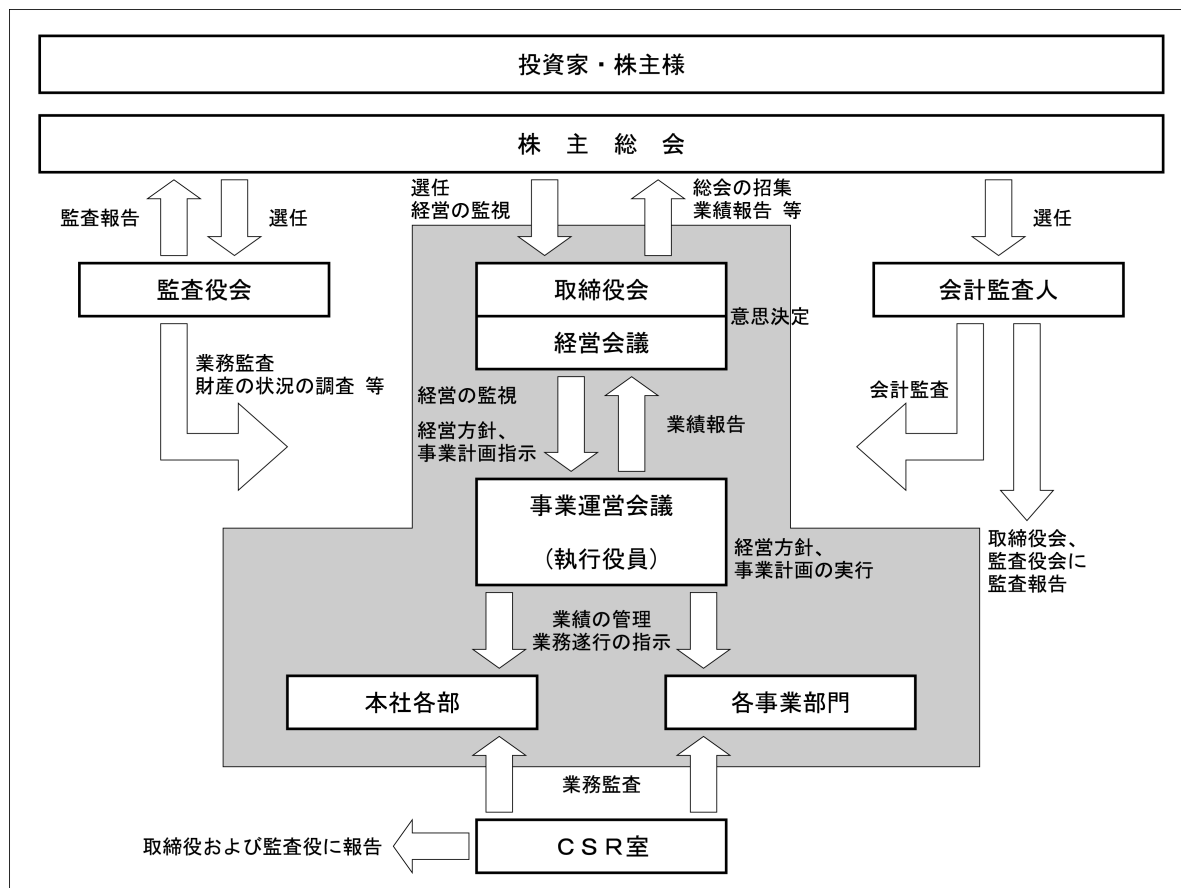 投資家・株主様
株主総会
監査報告
選任
選任
経営の監視
総会の招集
業績報告 等
選任
監査役会
取締役会
経営会議
意思決定
会計監査人
業務監査
財産の状況の調査 等
経営の監視
経営方針、
事業計画指示
業績報告
会計監査
事業運営会議
(執行役員)
経営方針、
事業計画の実行
取締役会、
監査役会に
監査報告
業績の管理
業務遂行の指示
本社各部
各事業部門
業務監査
取締役および監査役に報告
CSR室